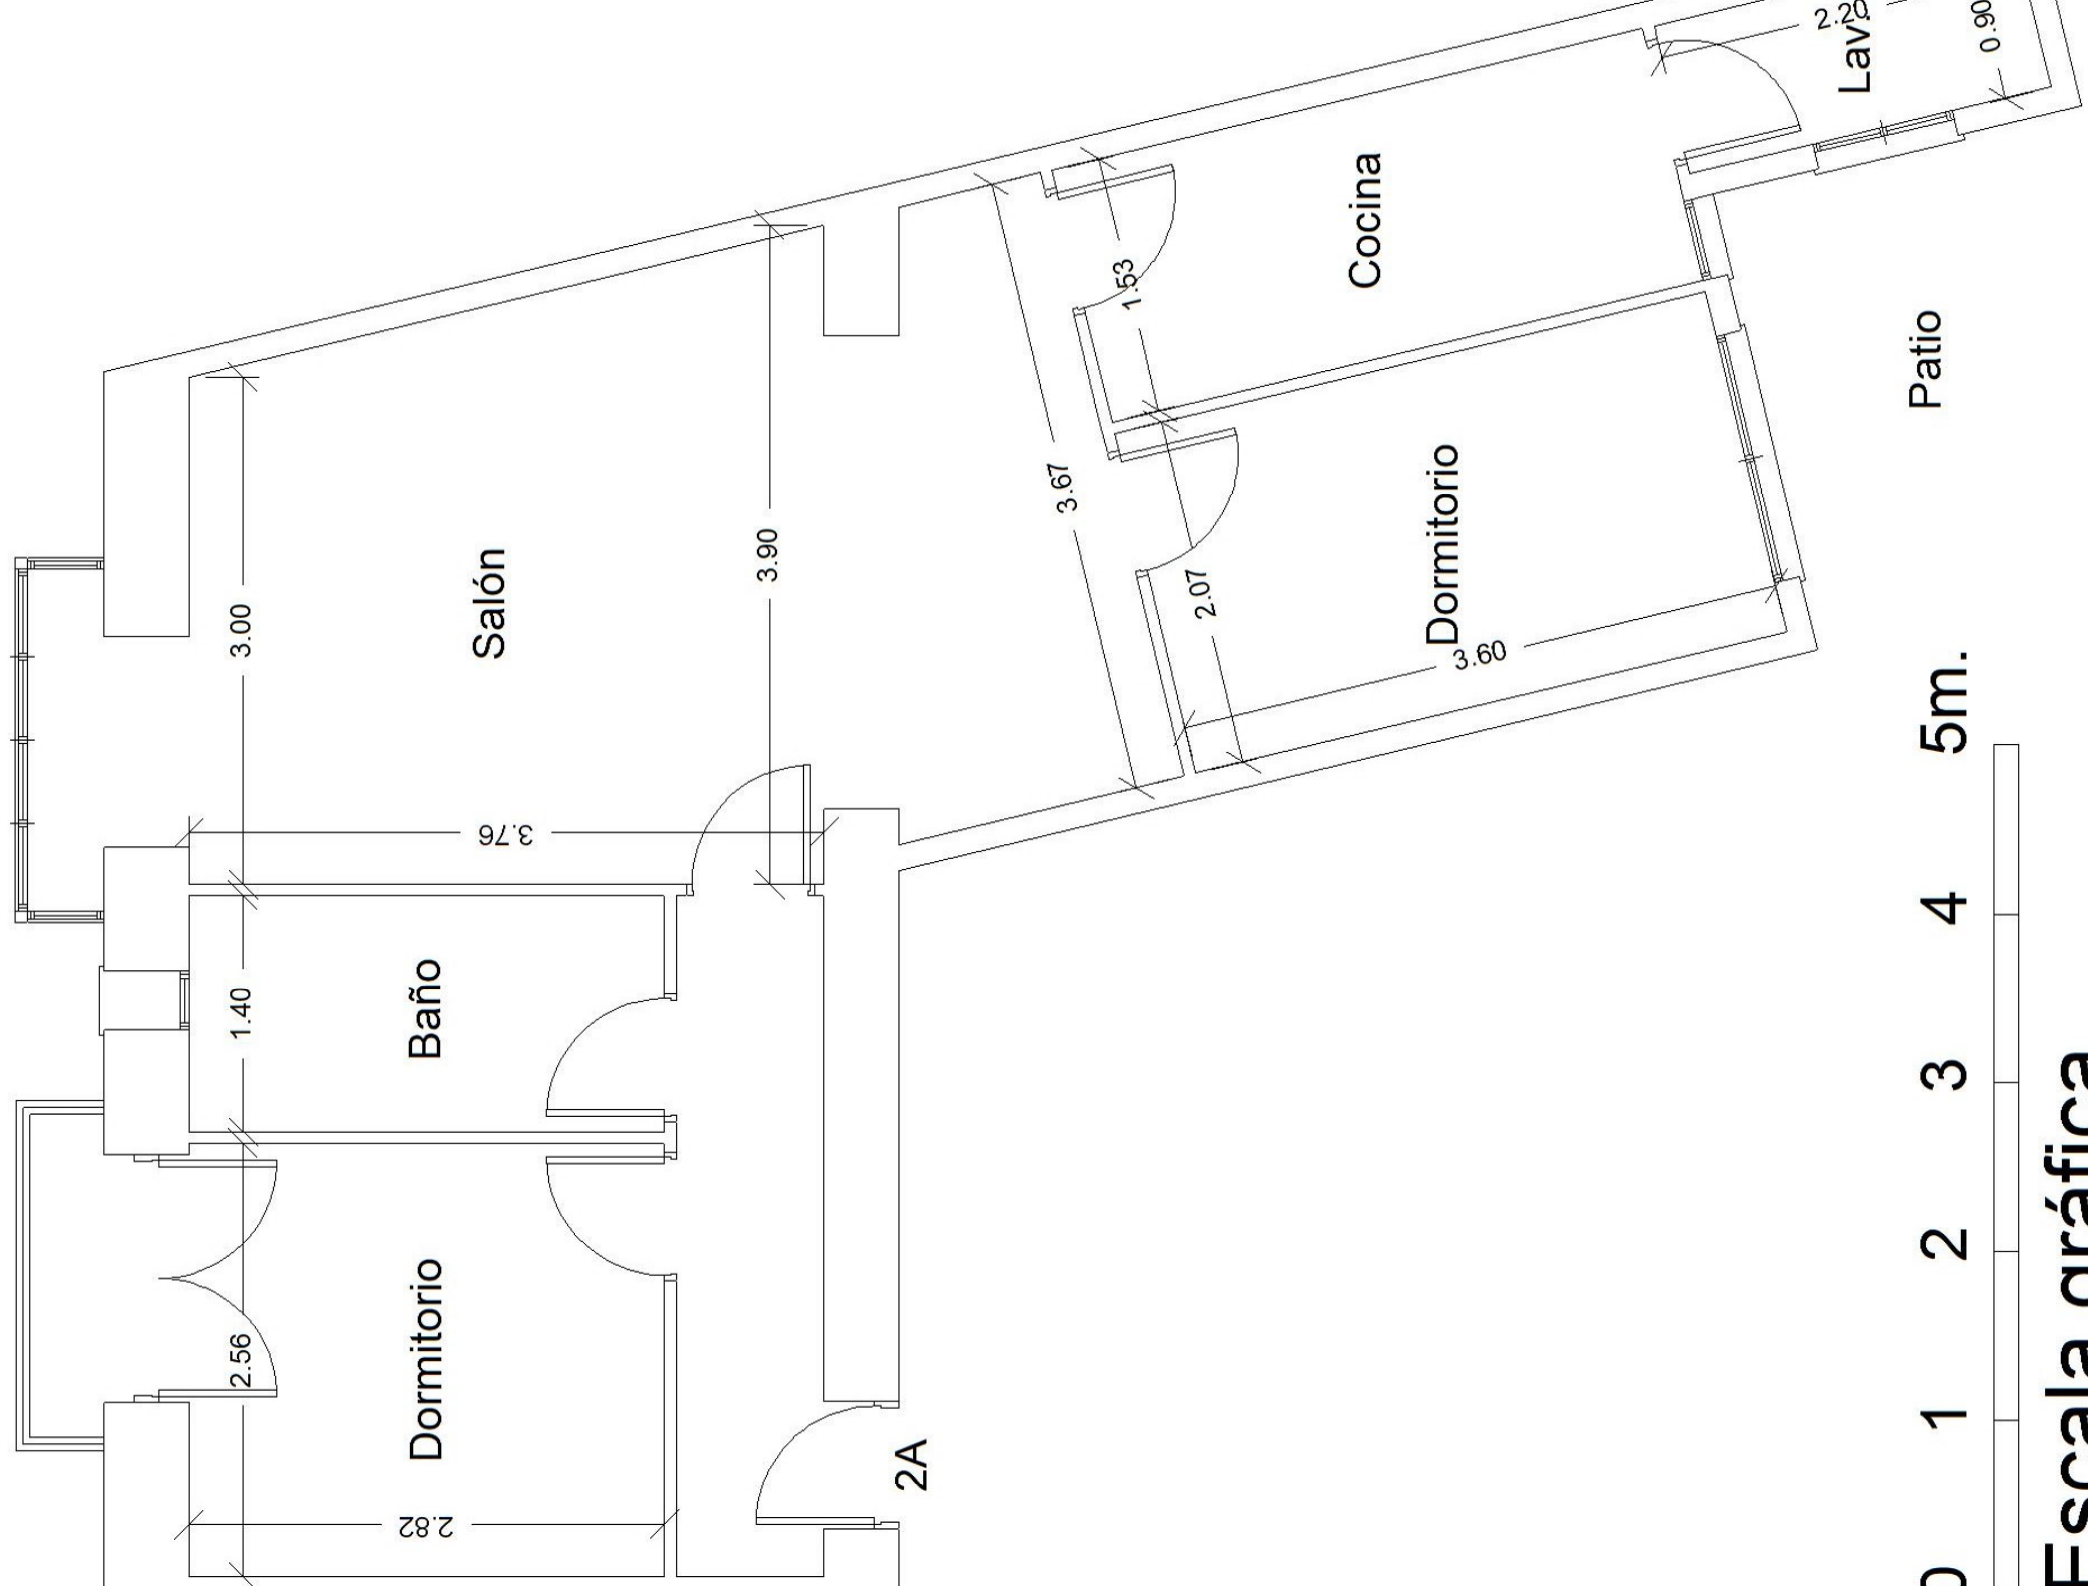 2.20
Lav.
0.90
Cocina
1.53
Patio
3.00
Salón
3.90
3.67
Dormitorio
2.07
3.60
3.76
Baño
1.40
Dormitorio
2.56
2.82
2A
0 1 2 3 4 5m.
Escala gráfica